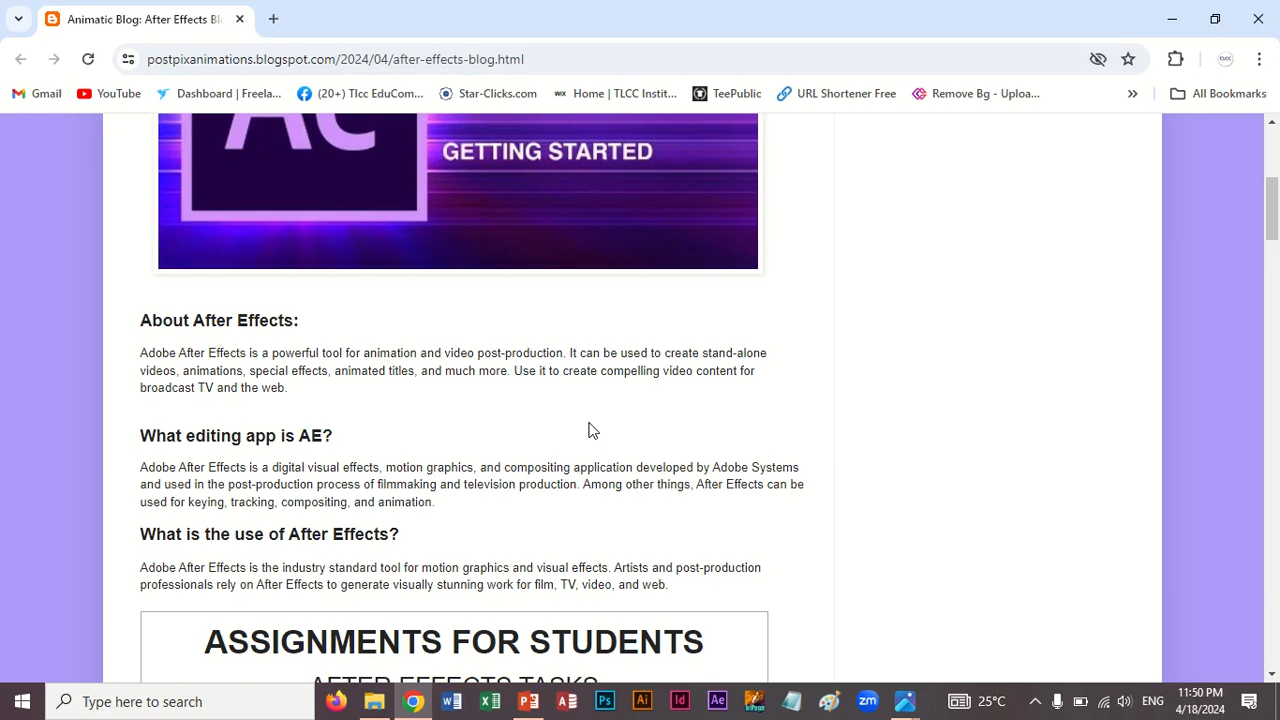 Animatic Blog: After Effects Bl
postpixanimations.blogspot.com/2024/04/after-effects-blog.html
Gmail
YouTube
Dashboard | Freela...
(20+) Tlcc EduCom...
Star-Clicks.com
WIX Home | TLCC Instit...
TeePublic
URL Shortener Free
Remove Bg - Uploa...
All Bookmarks
GETTING STARTED
About After Effects:
Adobe After Effects is a powerful tool for animation and video post-production. It can be used to create stand-alone
videos, animations, special effects, animated titles, and much more. Use it to create compelling video content for
broadcast TV and the web.
What editing app is AE?
Adobe After Effects is a digital visual effects, motion graphics, and compositing application developed by Adobe Systems
and used in the post-production process of filmmaking and television production. Among other things, After Effects can be
used for keying, tracking, compositing, and animation.
What is the use of After Effects?
Adobe After Effects is the industry standard tool for motion graphics and visual effects. Artists and post-production
professionals rely on After Effects to generate visually stunning work for film, TV, video, and web.
ASSIGNMENTS FOR STUDENTS
AFTER EFFECTS TASKS
Type here to search
Ps
Ai
Id
Ae
zm
25°C
ENG
11:50 PM
4/18/2024